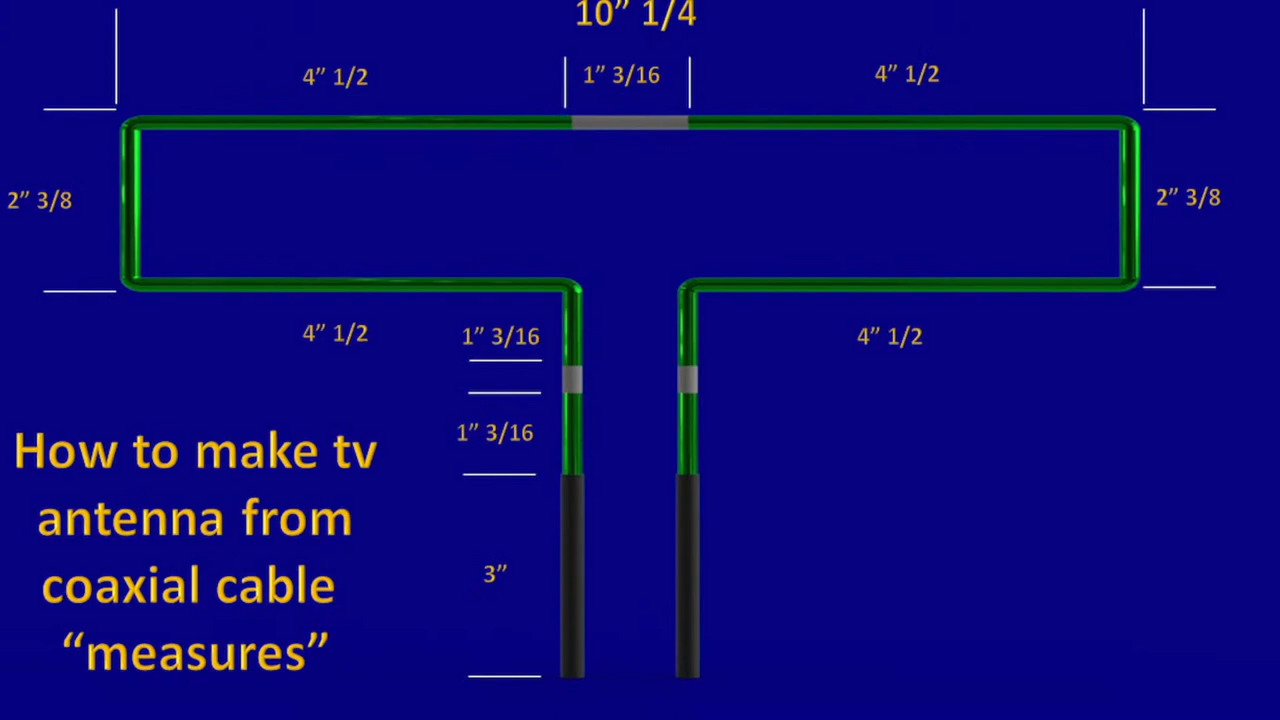 10” 1/4
4” 1/2
1” 3/16
4” 1/2
2” 3/8
2” 3/8
4” 1/2
1” 3/16
4” 1/2
1” 3/16
How to make tv
antenna from
coaxial cable
“measures”
3”